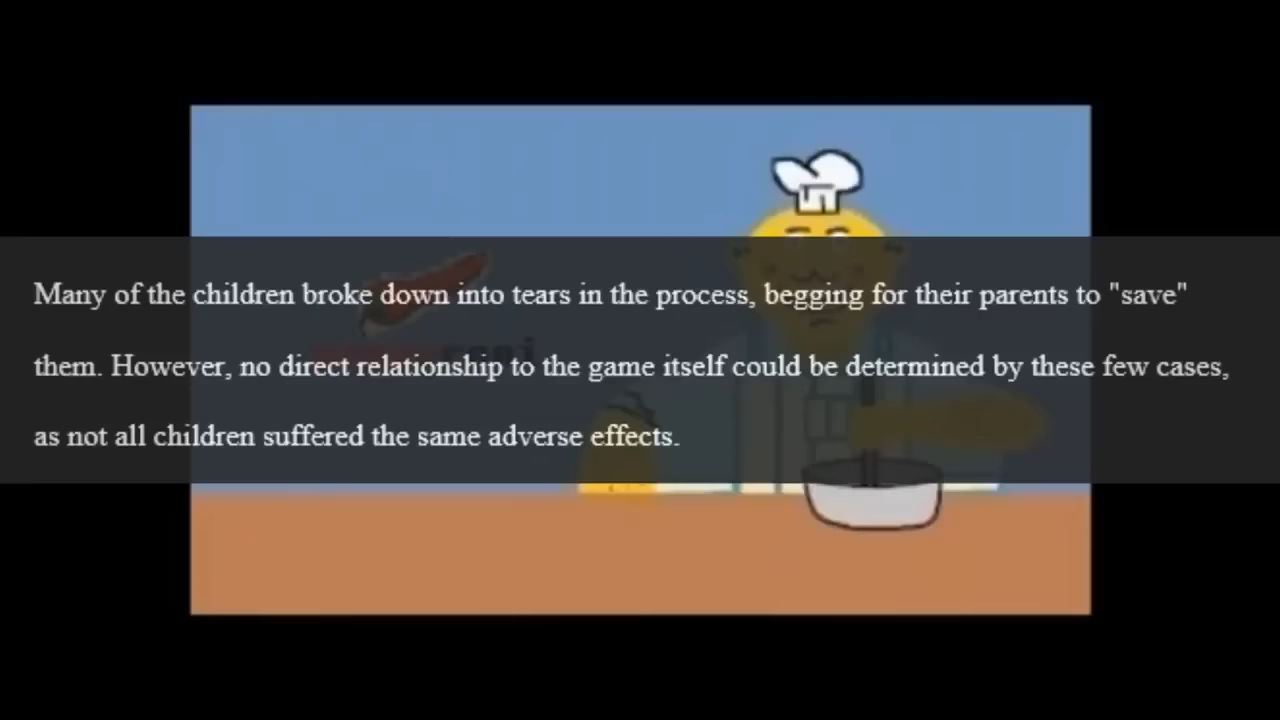 Many of the children broke down into tears in the process, begging for their parents to "save"
them. However, no direct relationship to the game itself could be determined by these few cases,
as not all children suffered the same adverse effects.